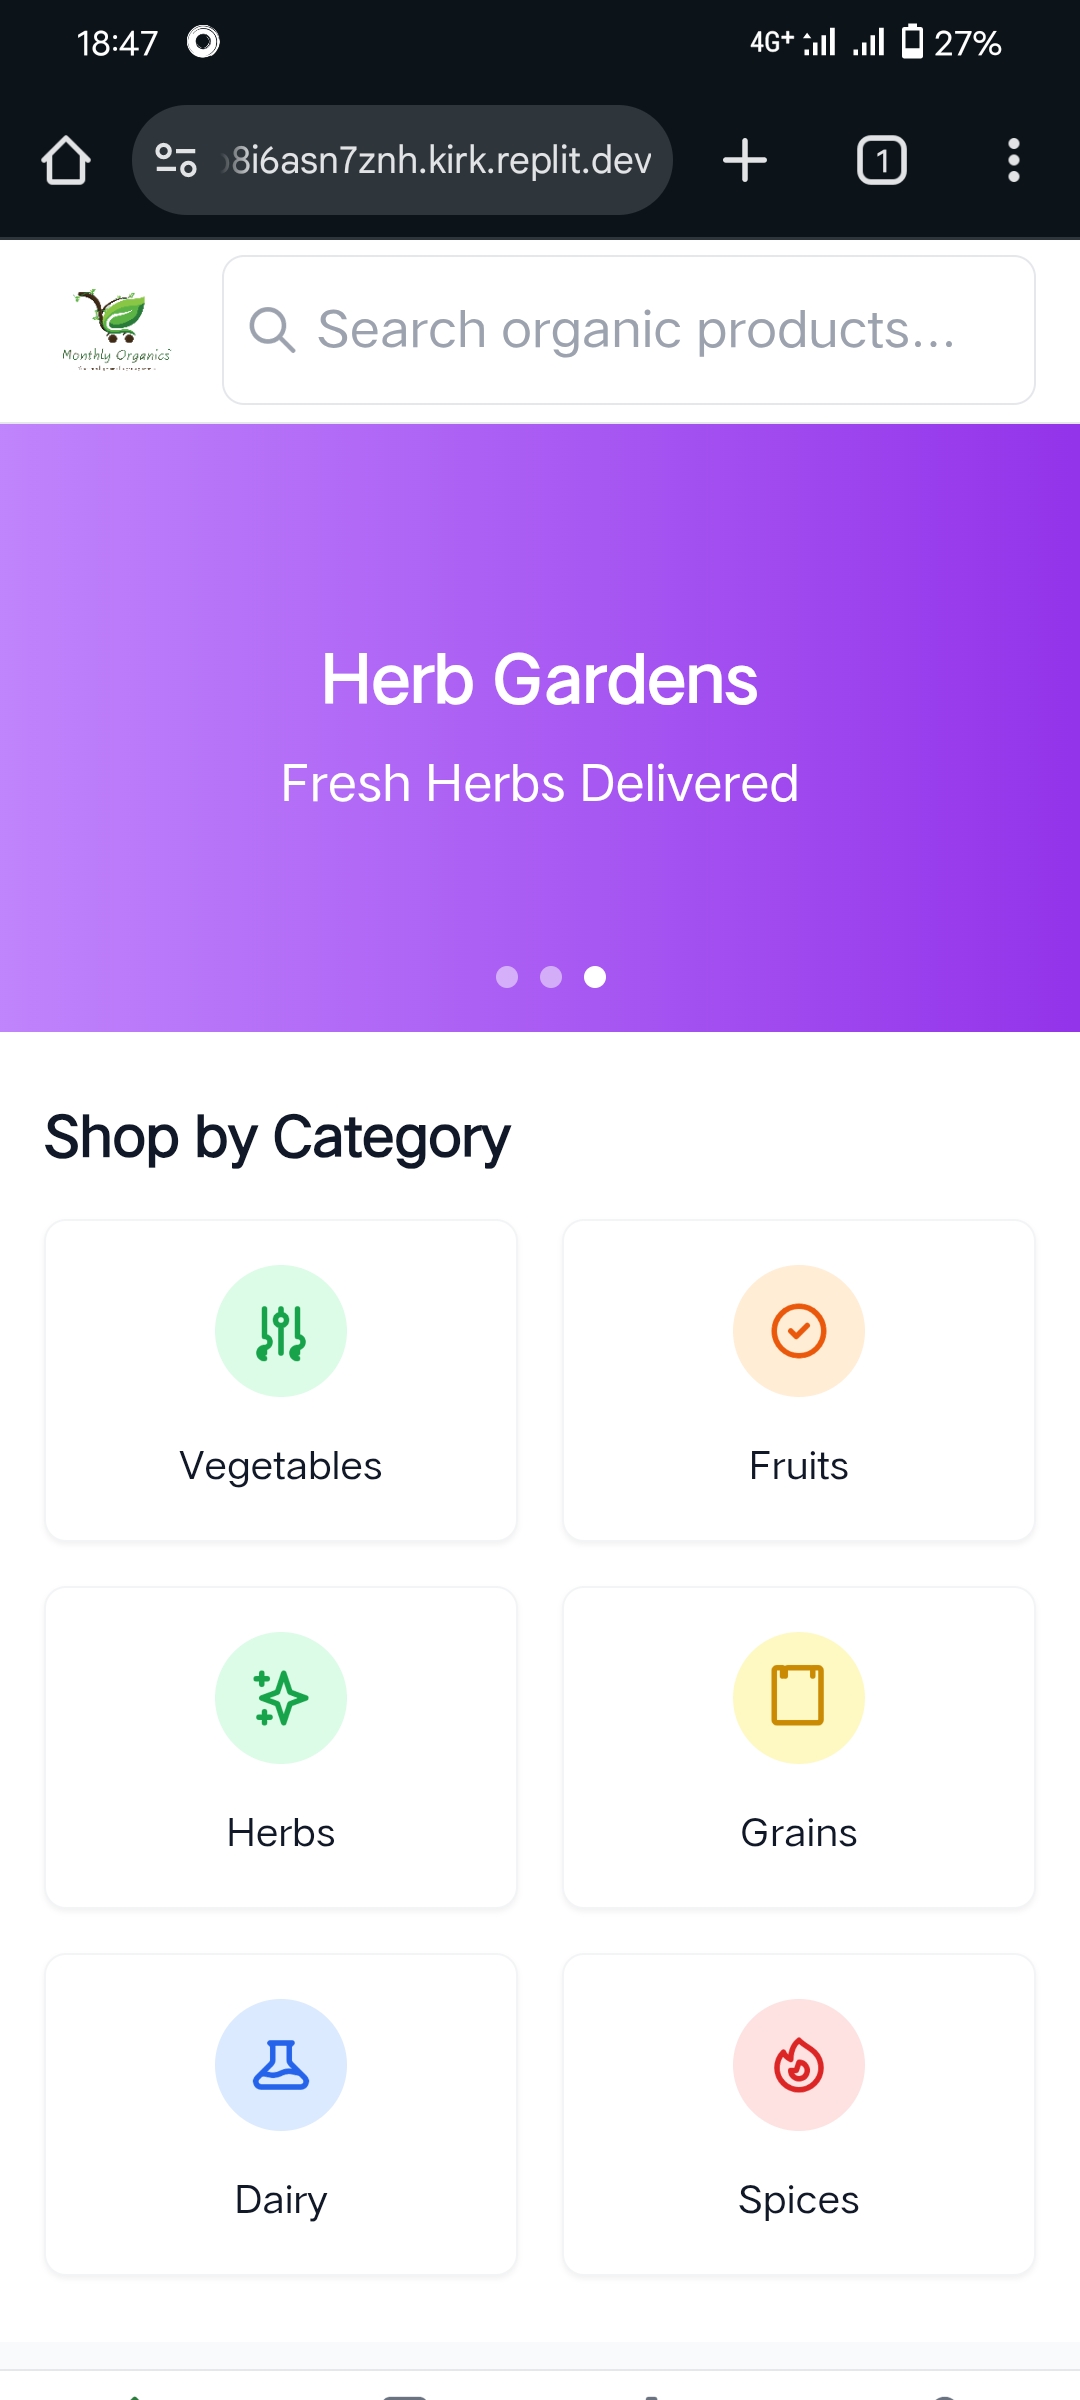 18:47
4G+
27%
8i6asn7znh.kirk.replit.dev
1
Monthly Organics
Search organic products...
Herb Gardens
Fresh Herbs Delivered
Shop by Category
Vegetables
Fruits
Herbs
Grains
Dairy
Spices